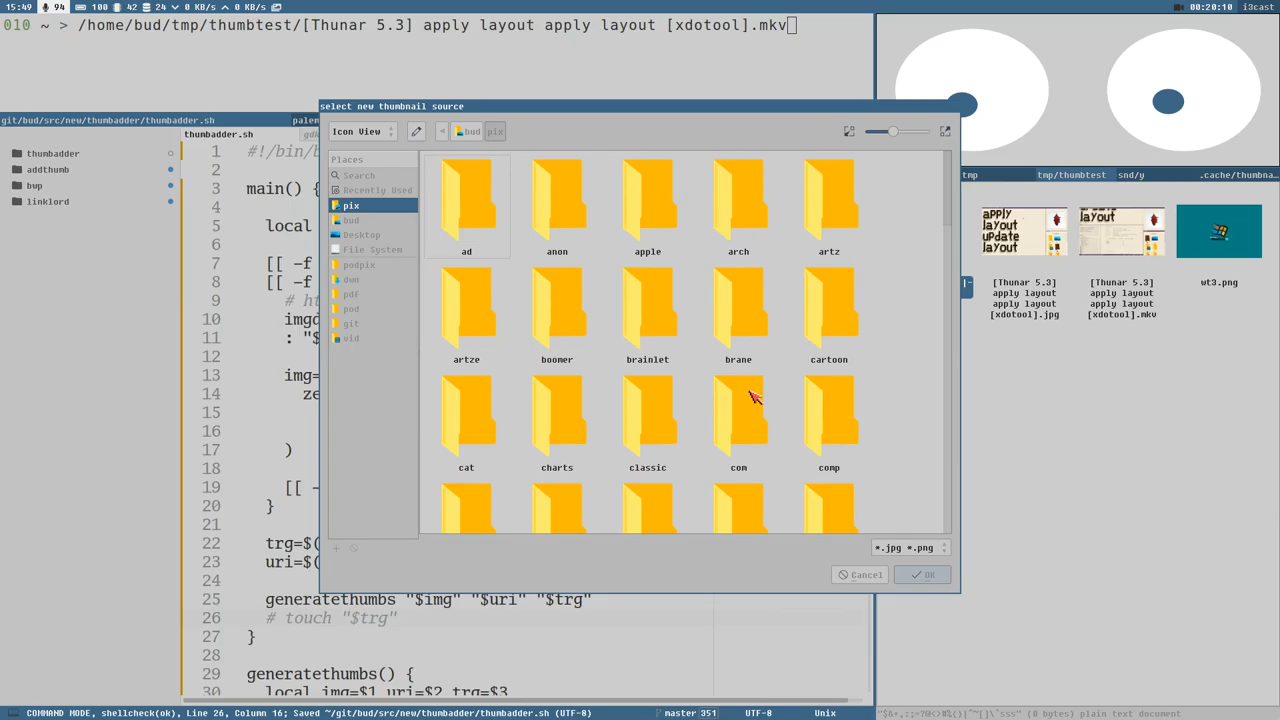 15:49 94 100 20 24 0 KB/s 0 KB/s
00:20:10 i3cast
010 ~ > /home/bud/tmp/thumbtest/[Thunar 5.3] apply layout apply layout [xdotool].mkv
git/bud/src/new/thumbadder/thumbadder.sh
thumbadder.sh
thumbadder
addthumb
bwp
linklord
1 #!/bin/b
2
3 main() {
4
5 local
6
7 [[ -f
8 [[ -f
9 # ht
10 imgd
11 : "$
12
13 img=
14 ze
15
16
17 )
18
19 [[ -
20 }
21
22 trg=$(
23 uri=$(
24
25 generatethumbs "$img" "$uri" "$trg"
26 # touch "$trg"
27 }
28
29 generatethumbs() {
30 local img=$1 uri=$2 trg=$3
select new thumbnail source
Icon View
bud pix
Places
Search
Recently Used
pix
bud
Desktop
File System
podpix
dwn
pdf
pod
git
vid
ad anon apple arch artz
artze boomer brainlet brane cartoon
cat charts classic com comp
*.jpg *.png
Cancel OK
tmp tmp/thumbtest snd/y .cache/thumbna...
apply
layout
update
layout
layout
[Thunar 5.3]
apply layout
apply layout
[xdotool].jpg
[Thunar 5.3]
apply layout
apply layout
[xdotool].mkv
wt3.png
COMMAND MODE, shellcheck(ok), Line 26, Column 16; Saved ~/git/bud/src/new/thumbadder/thumbadder.sh (UTF-8)
master 351 UTF-8 Unix
plain text document